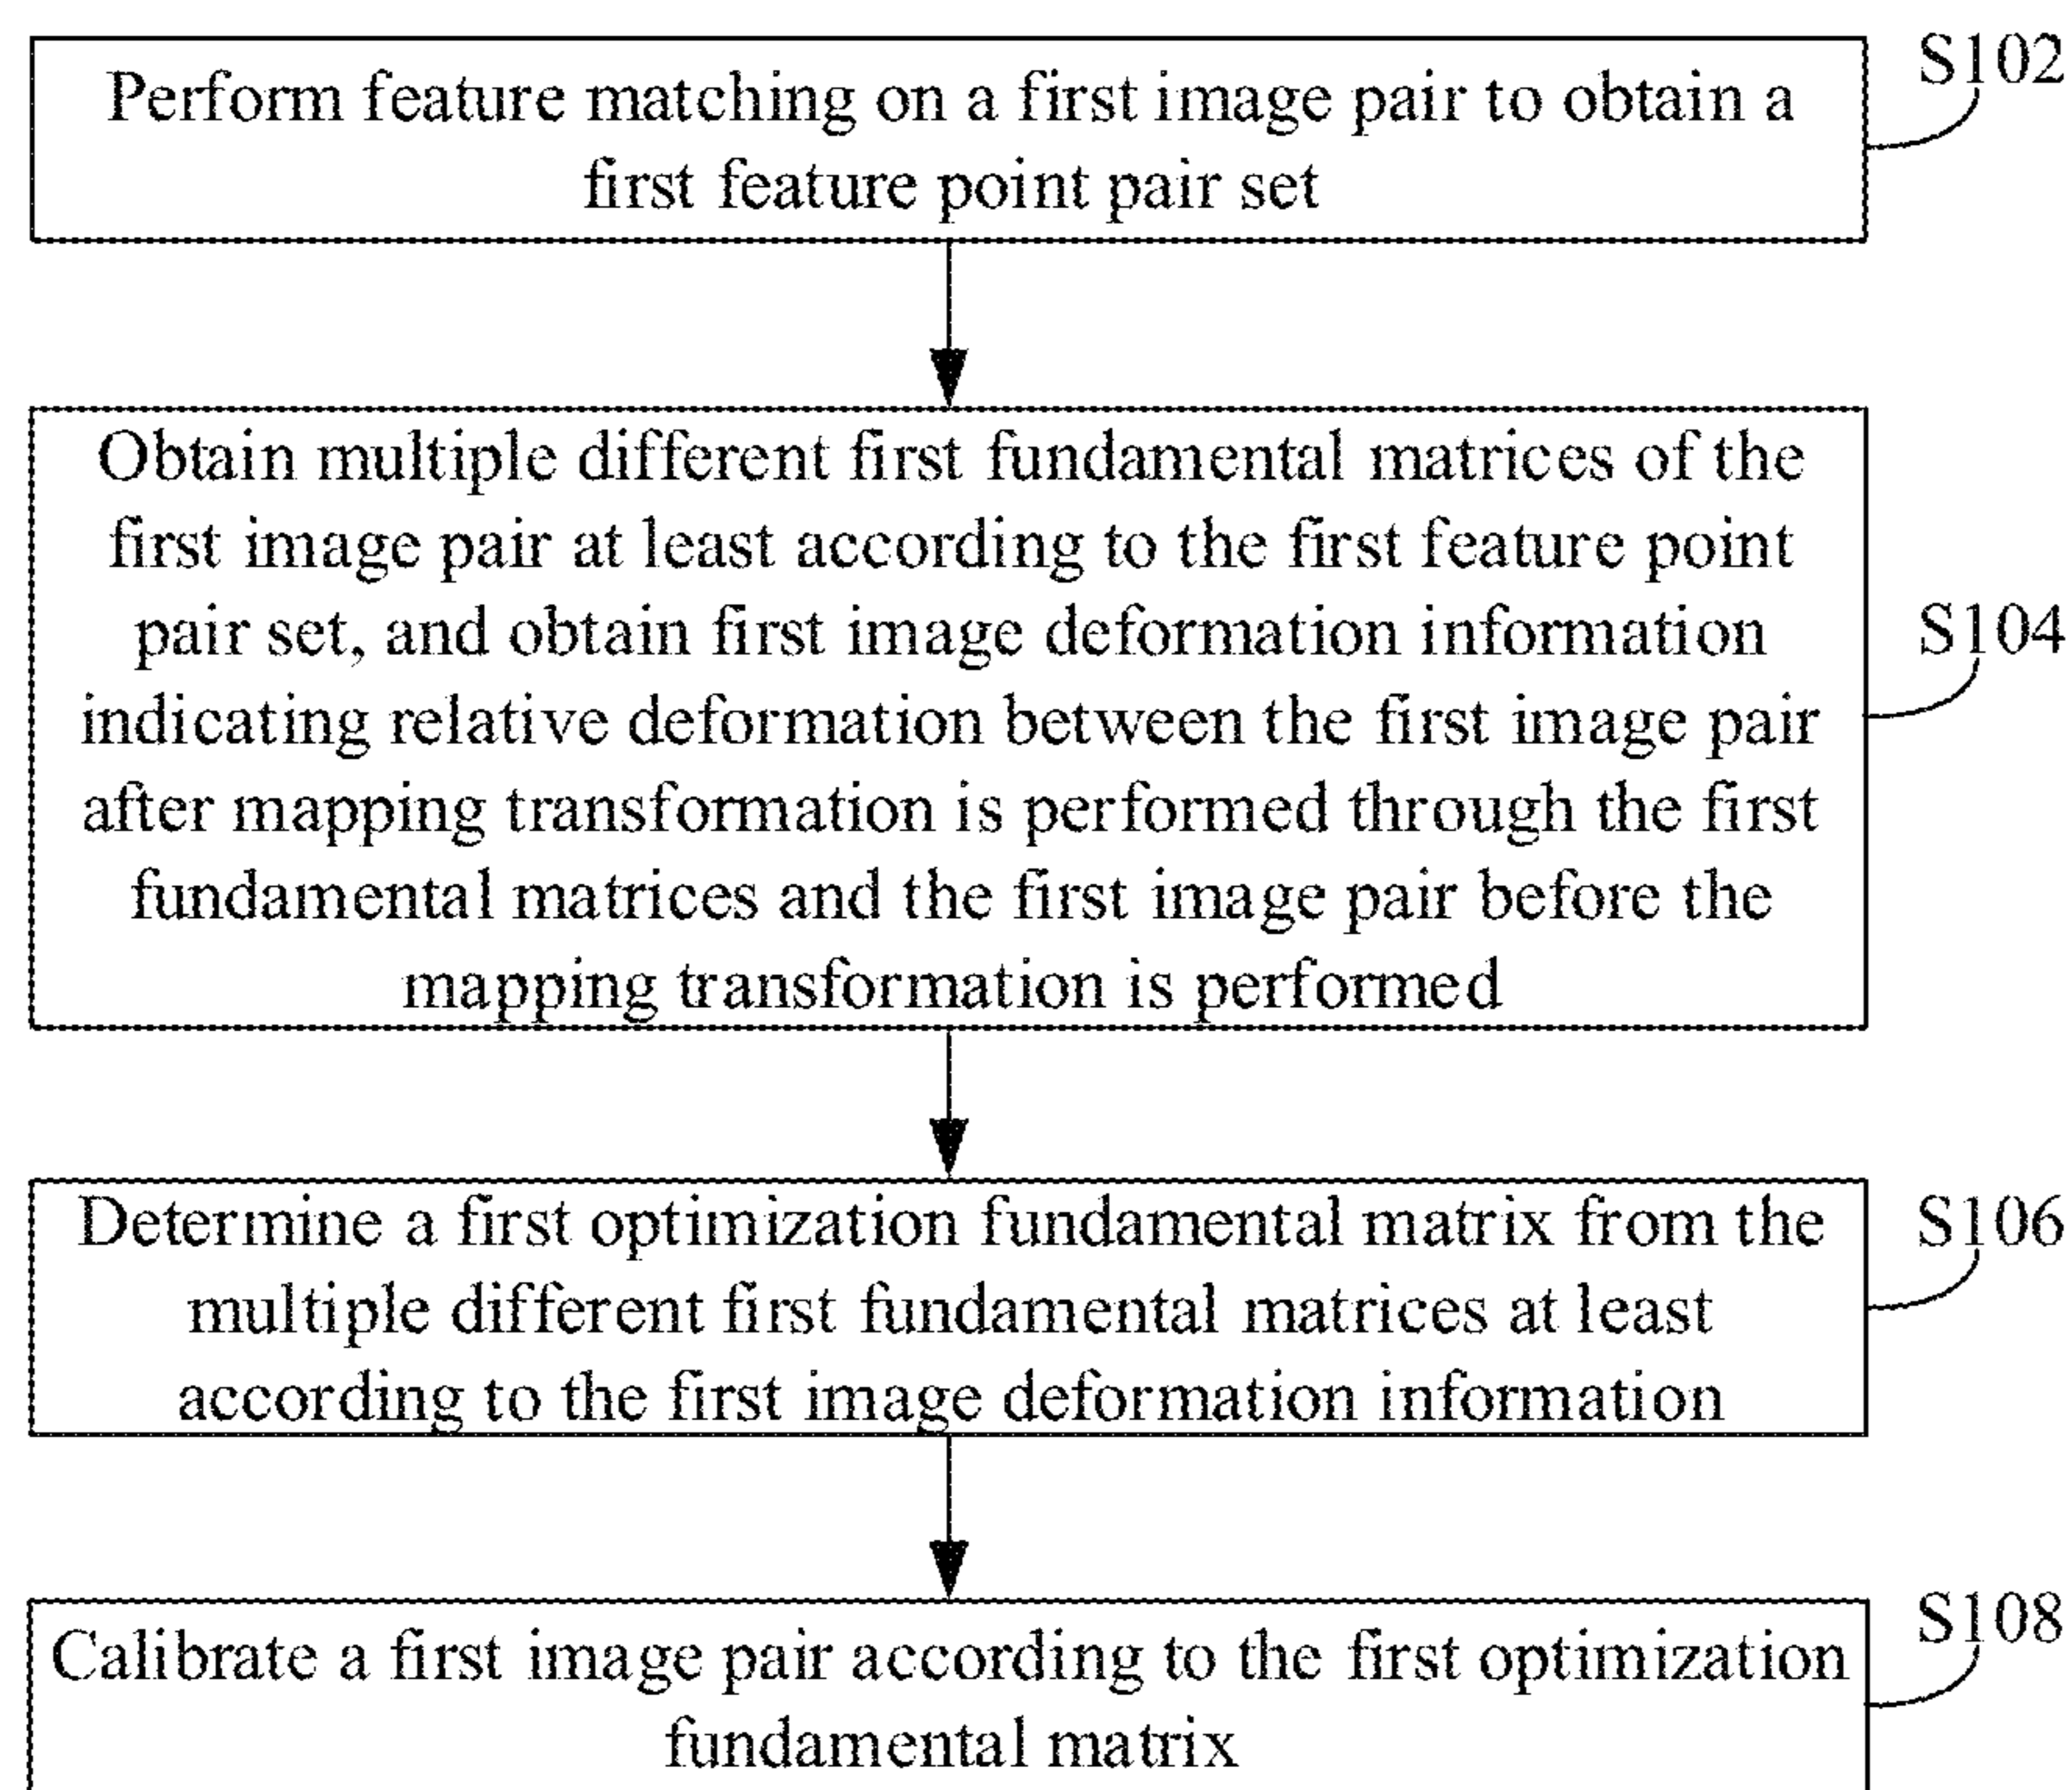 S102
Perform feature matching on a first image pair to obtain a
first feature point pair set
Obtain multiple different first fundamental matrices of the
first image pair at least according to the first feature point
pair set, and obtain first image deformation information
S104
indicating relative deformation between the first image pair
after mapping transformation is performed through the first
fundamental matrices and the first image pair before the
mapping transformation is performed
Determine a first optimization fundamental matrix from the
S106
multiple different first fundamental matrices at least
according to the first image deformation information
S108
Calibrate a first image pair according to the first optimization
fundamental matrix